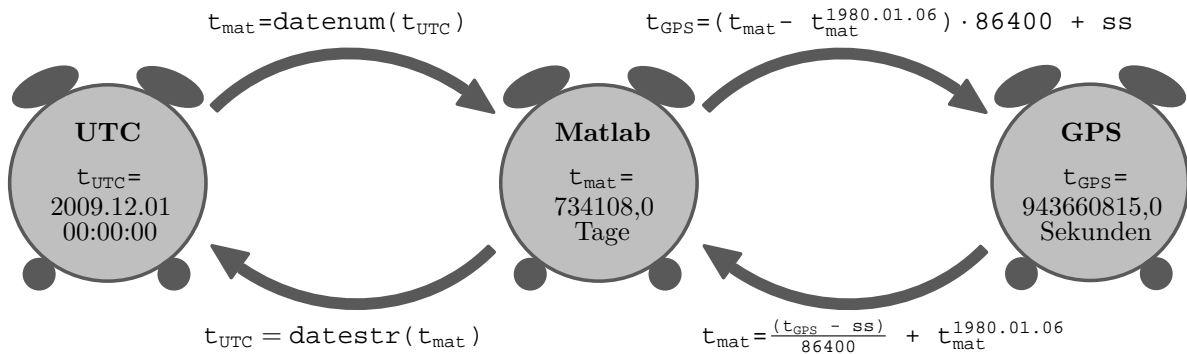 t_mat=datenum(t_UTC)
t_GPS=(t_mat- t_mat^1980.01.06)·86400 + ss
UTC
t_UTC=
2009.12.01
00:00:00
Matlab
t_mat=
734108,0
Tage
GPS
t_GPS=
943660815,0
Sekunden
t_UTC = datestr(t_mat)
t_mat=(t_GPS - ss)/86400 + t_mat^1980.01.06